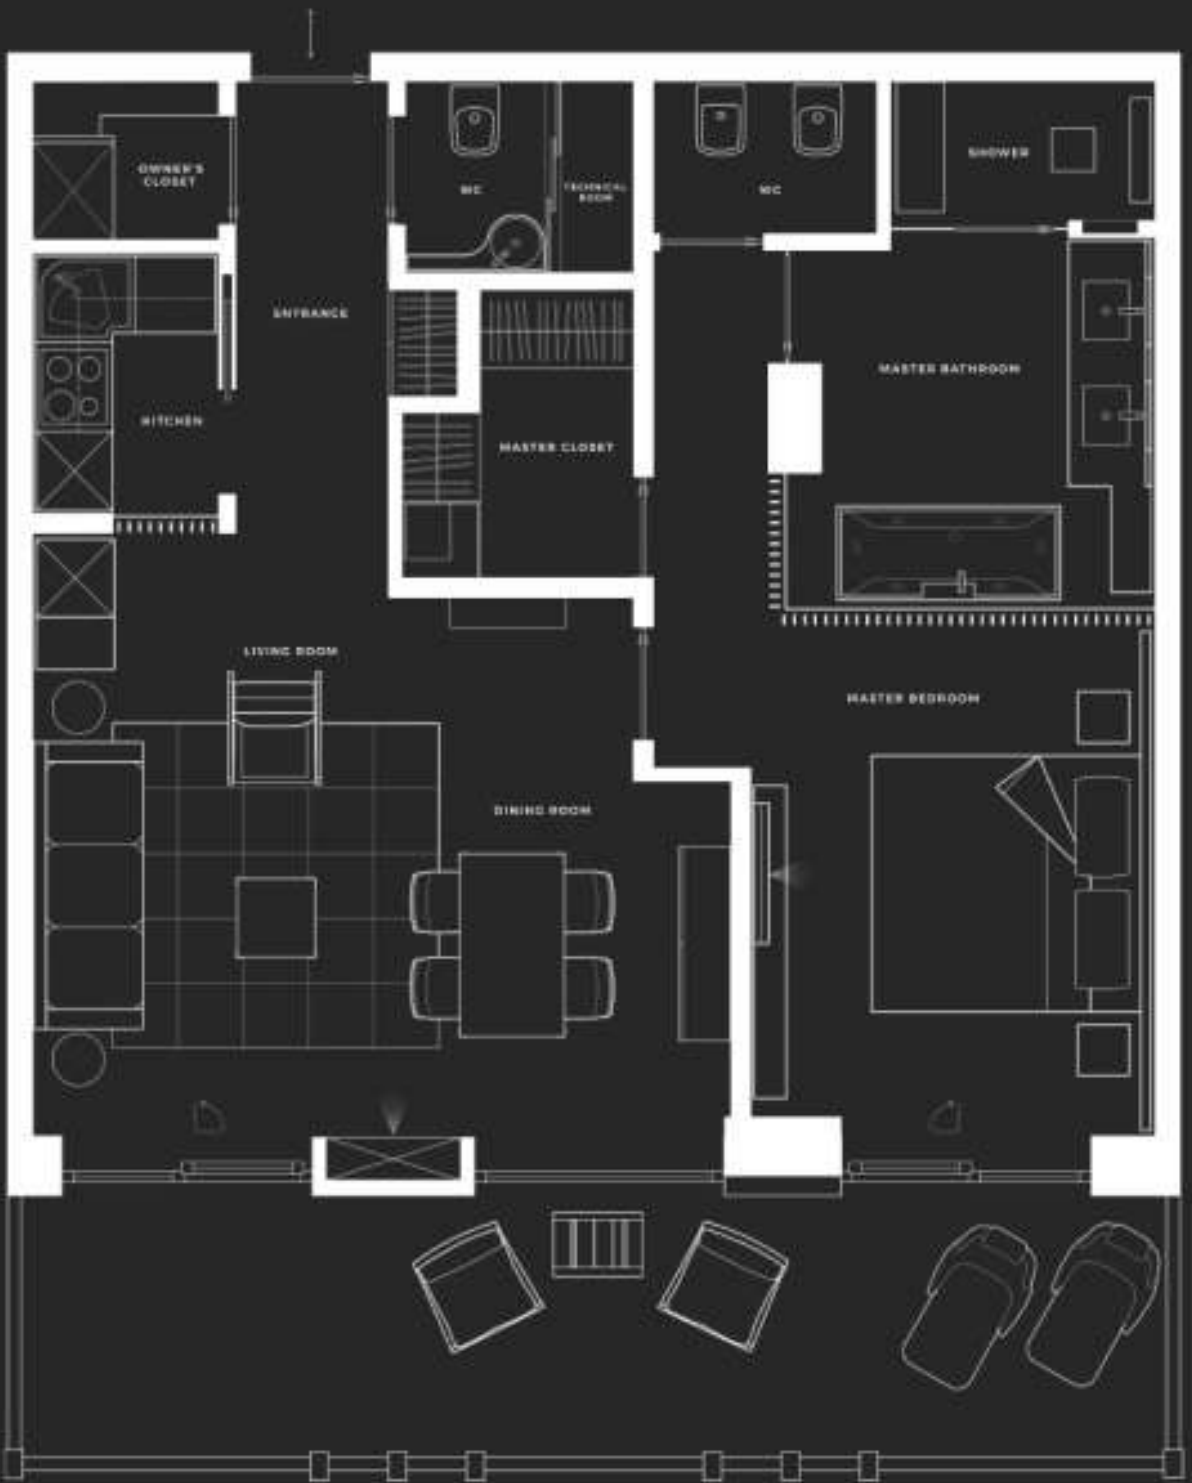 OWNER'S
CLOSET
WC
TECHNICAL
ROOM
WC
SHOWER
ENTRANCE
KITCHEN
MASTER CLOSET
MASTER BATHROOM
LIVING ROOM
MASTER BEDROOM
DINING ROOM